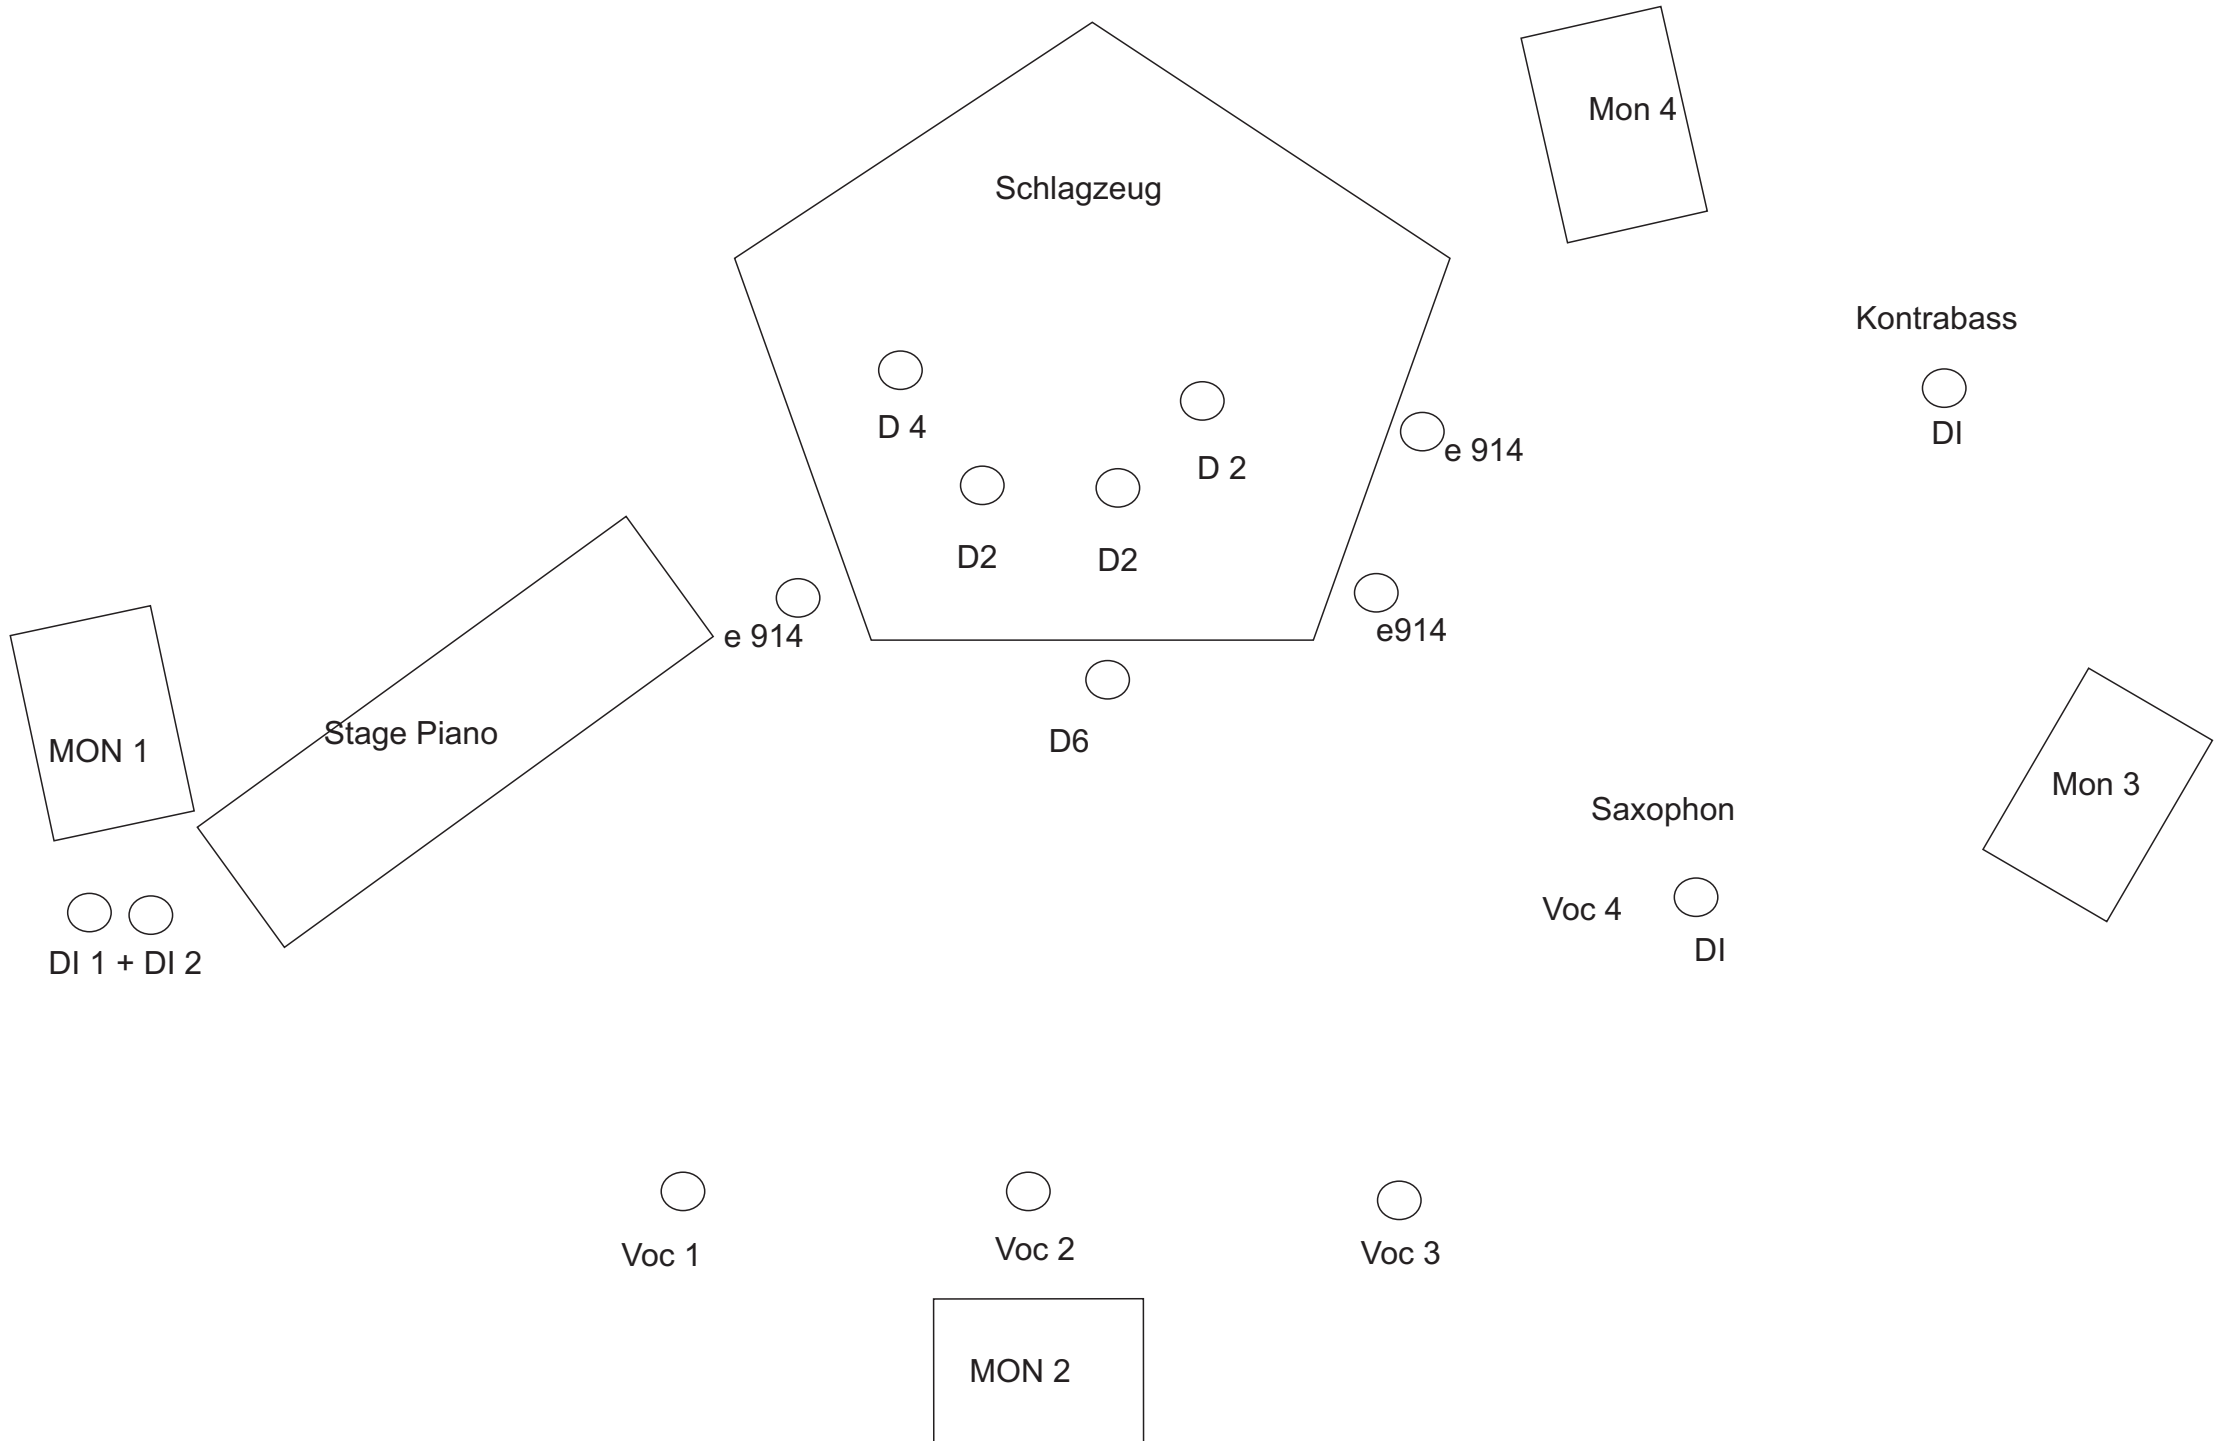 Mon 4
Schlagzeug
Kontrabass
D 4
DI
e 914
D 2
D2
D2
e914
e 914
Stage Piano
D6
MON 1
Mon 3
Saxophon
Voc 4
DI
DI 1 + DI 2
Voc 1
Voc 2
Voc 3
MON 2